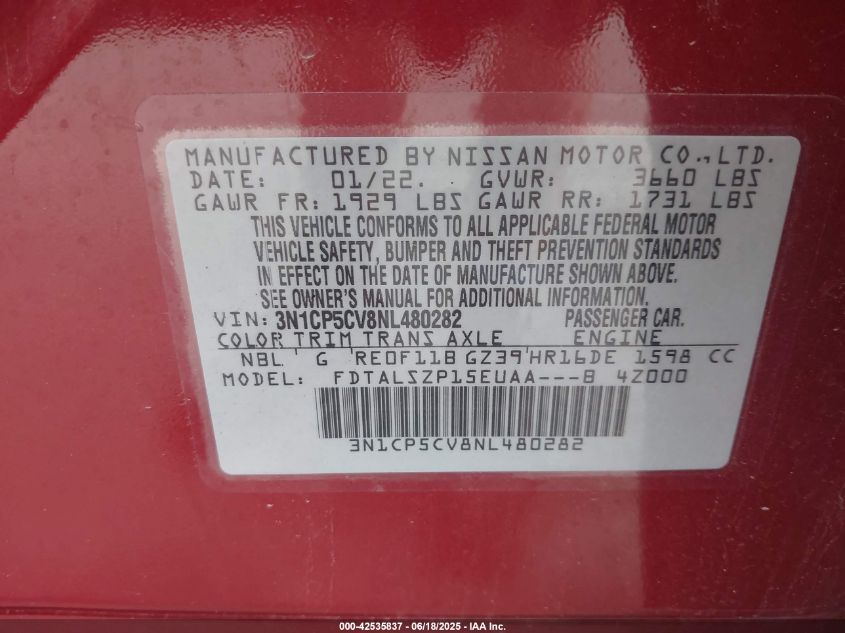 MANUFACTURED BY NISSAN MOTOR CO., LTD.
DATE: 01/22. GVWR: 3660 LBS
GAWR FR: 1929 LBS GAWR RR: 1731 LBS
THIS VEHICLE CONFORMS TO ALL APPLICABLE FEDERAL MOTOR
VEHICLE SAFETY, BUMPER AND THEFT PREVENTION STANDARDS
IN EFFECT ON THE DATE OF MANUFACTURE SHOWN ABOVE.
SEE OWNER'S MANUAL FOR ADDITIONAL INFORMATION.
VIN: 3N1CP5CV8NL480282 PASSENGER CAR.
COLOR TRIM TRANS AXLE ENGINE
NBL G RE0F11B GZ39 HR16DE 1598 CC
MODEL: FDTALSZP15EUAA---B 4Z000
3N1CP5CV8NL480282
000-42535837 - 06/18/2025 - IAA Inc.